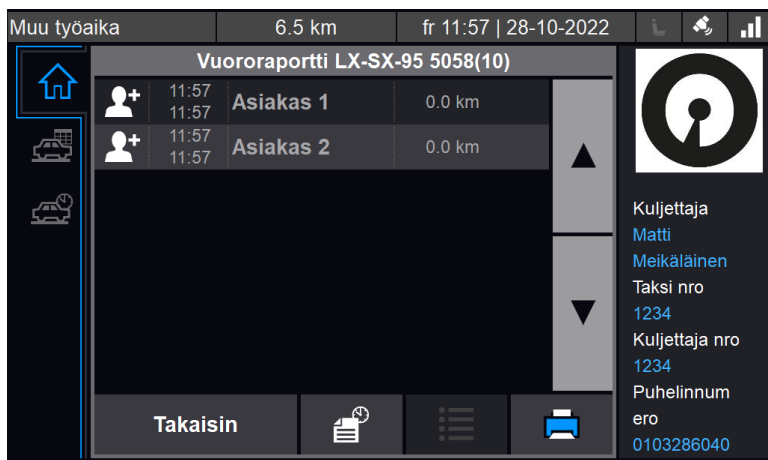 Muu työaika 6.5 km fr 11:57 | 28-10-2022
Vuororaportti LX-SX-95 5058(10)
11:57
11:57
Asiakas 1 0.0 km
11:57
11:57
Asiakas 2 0.0 km
Takaisin
Kuljettaja
Matti
Meikäläinen
Taksi nro
1234
Kuljettaja nro
1234
Puhelinnum
ero
0103286040